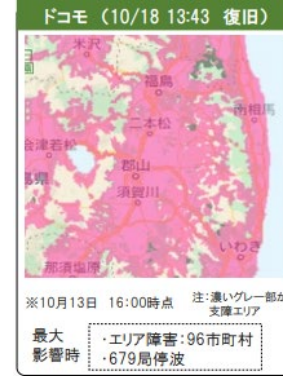 ドコモ （10/18 13:43 復旧）
米沢
福島
南相馬
二本松
会津若松
郡山
島県
須賀川
いわき
那須塩原
※10月13日 16:00時点
注：濃いグレー部が
支障エリア
最大
影響時
・エリア障害:96市町村
・679局停波